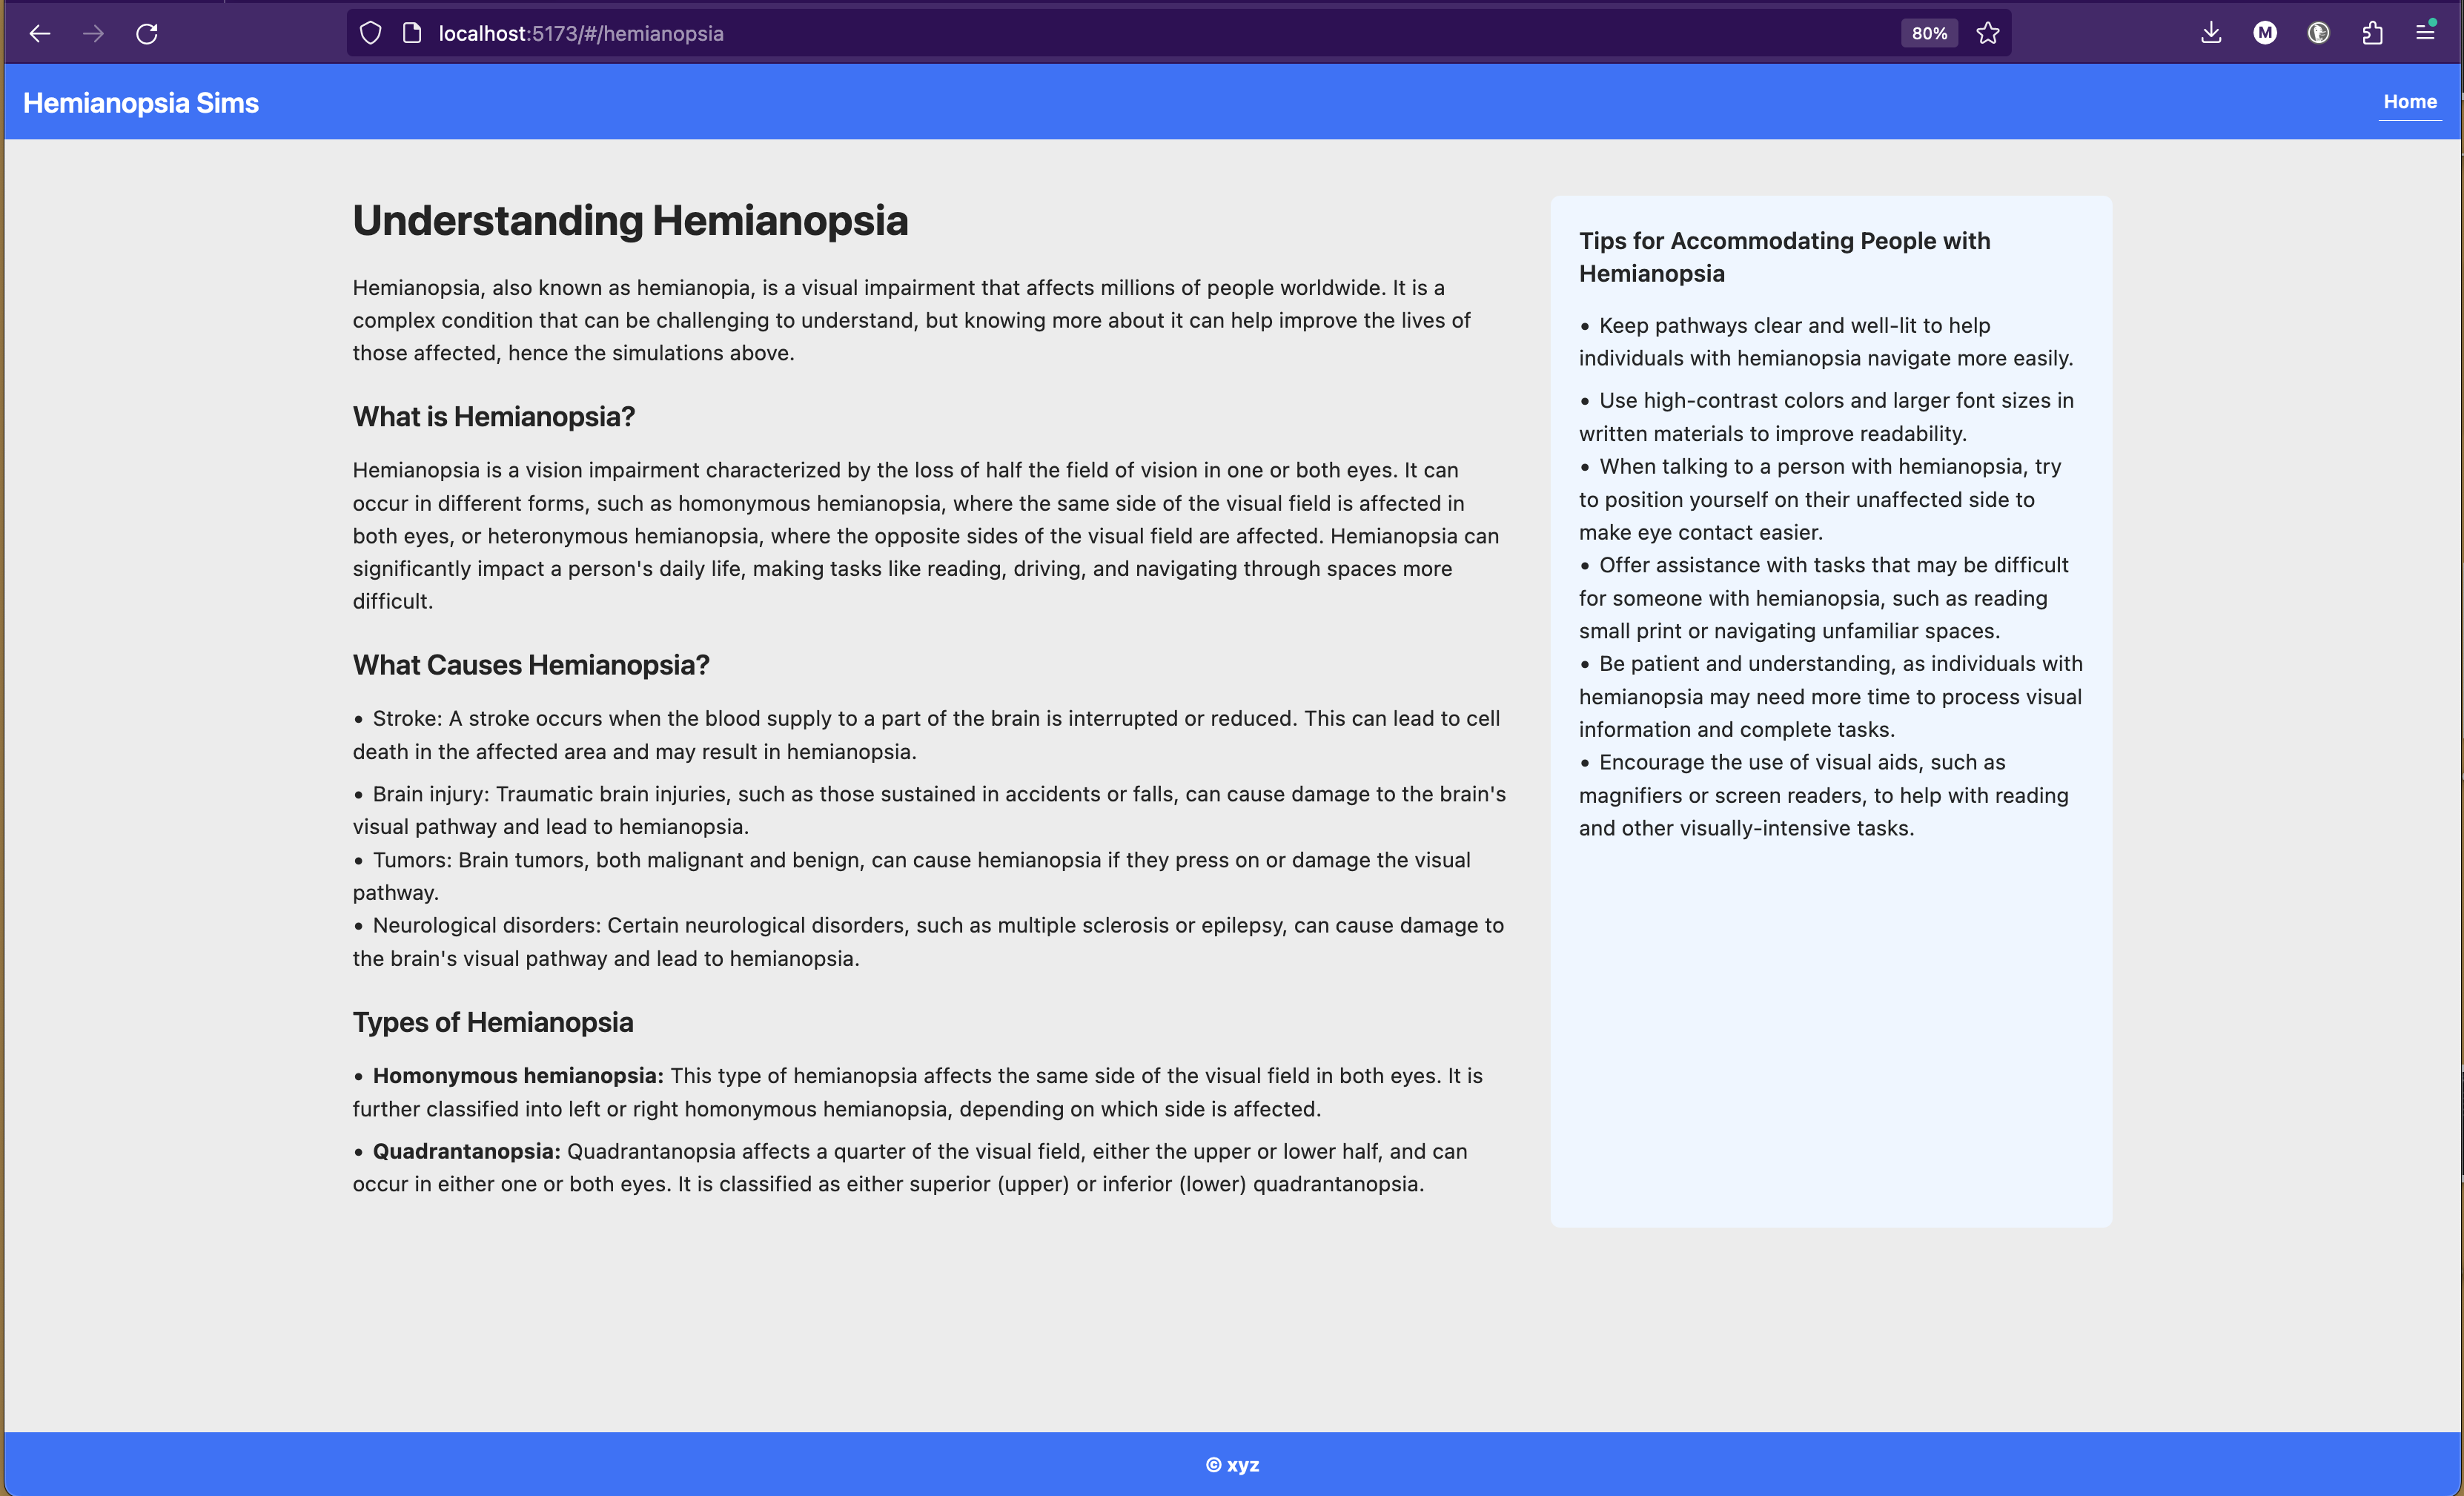 localhost:5173/#/hemianopsia
80%
M
Hemianopsia Sims
Home
Understanding Hemianopsia
Hemianopsia, also known as hemianopia, is a visual impairment that affects millions of people worldwide. It is a
complex condition that can be challenging to understand, but knowing more about it can help improve the lives of
those affected, hence the simulations above.
What is Hemianopsia?
Hemianopsia is a vision impairment characterized by the loss of half the field of vision in one or both eyes. It can
occur in different forms, such as homonymous hemianopsia, where the same side of the visual field is affected in
both eyes, or heteronymous hemianopsia, where the opposite sides of the visual field are affected. Hemianopsia can
significantly impact a person's daily life, making tasks like reading, driving, and navigating through spaces more
difficult.
What Causes Hemianopsia?
• Stroke: A stroke occurs when the blood supply to a part of the brain is interrupted or reduced. This can lead to cell
death in the affected area and may result in hemianopsia.
• Brain injury: Traumatic brain injuries, such as those sustained in accidents or falls, can cause damage to the brain's
visual pathway and lead to hemianopsia.
• Tumors: Brain tumors, both malignant and benign, can cause hemianopsia if they press on or damage the visual
pathway.
• Neurological disorders: Certain neurological disorders, such as multiple sclerosis or epilepsy, can cause damage to
the brain's visual pathway and lead to hemianopsia.
Types of Hemianopsia
• Homonymous hemianopsia: This type of hemianopsia affects the same side of the visual field in both eyes. It is
further classified into left or right homonymous hemianopsia, depending on which side is affected.
• Quadrantanopsia: Quadrantanopsia affects a quarter of the visual field, either the upper or lower half, and can
occur in either one or both eyes. It is classified as either superior (upper) or inferior (lower) quadrantanopsia.
Tips for Accommodating People with
Hemianopsia
• Keep pathways clear and well-lit to help
individuals with hemianopsia navigate more easily.
• Use high-contrast colors and larger font sizes in
written materials to improve readability.
• When talking to a person with hemianopsia, try
to position yourself on their unaffected side to
make eye contact easier.
• Offer assistance with tasks that may be difficult
for someone with hemianopsia, such as reading
small print or navigating unfamiliar spaces.
• Be patient and understanding, as individuals with
hemianopsia may need more time to process visual
information and complete tasks.
• Encourage the use of visual aids, such as
magnifiers or screen readers, to help with reading
and other visually-intensive tasks.
© xyz